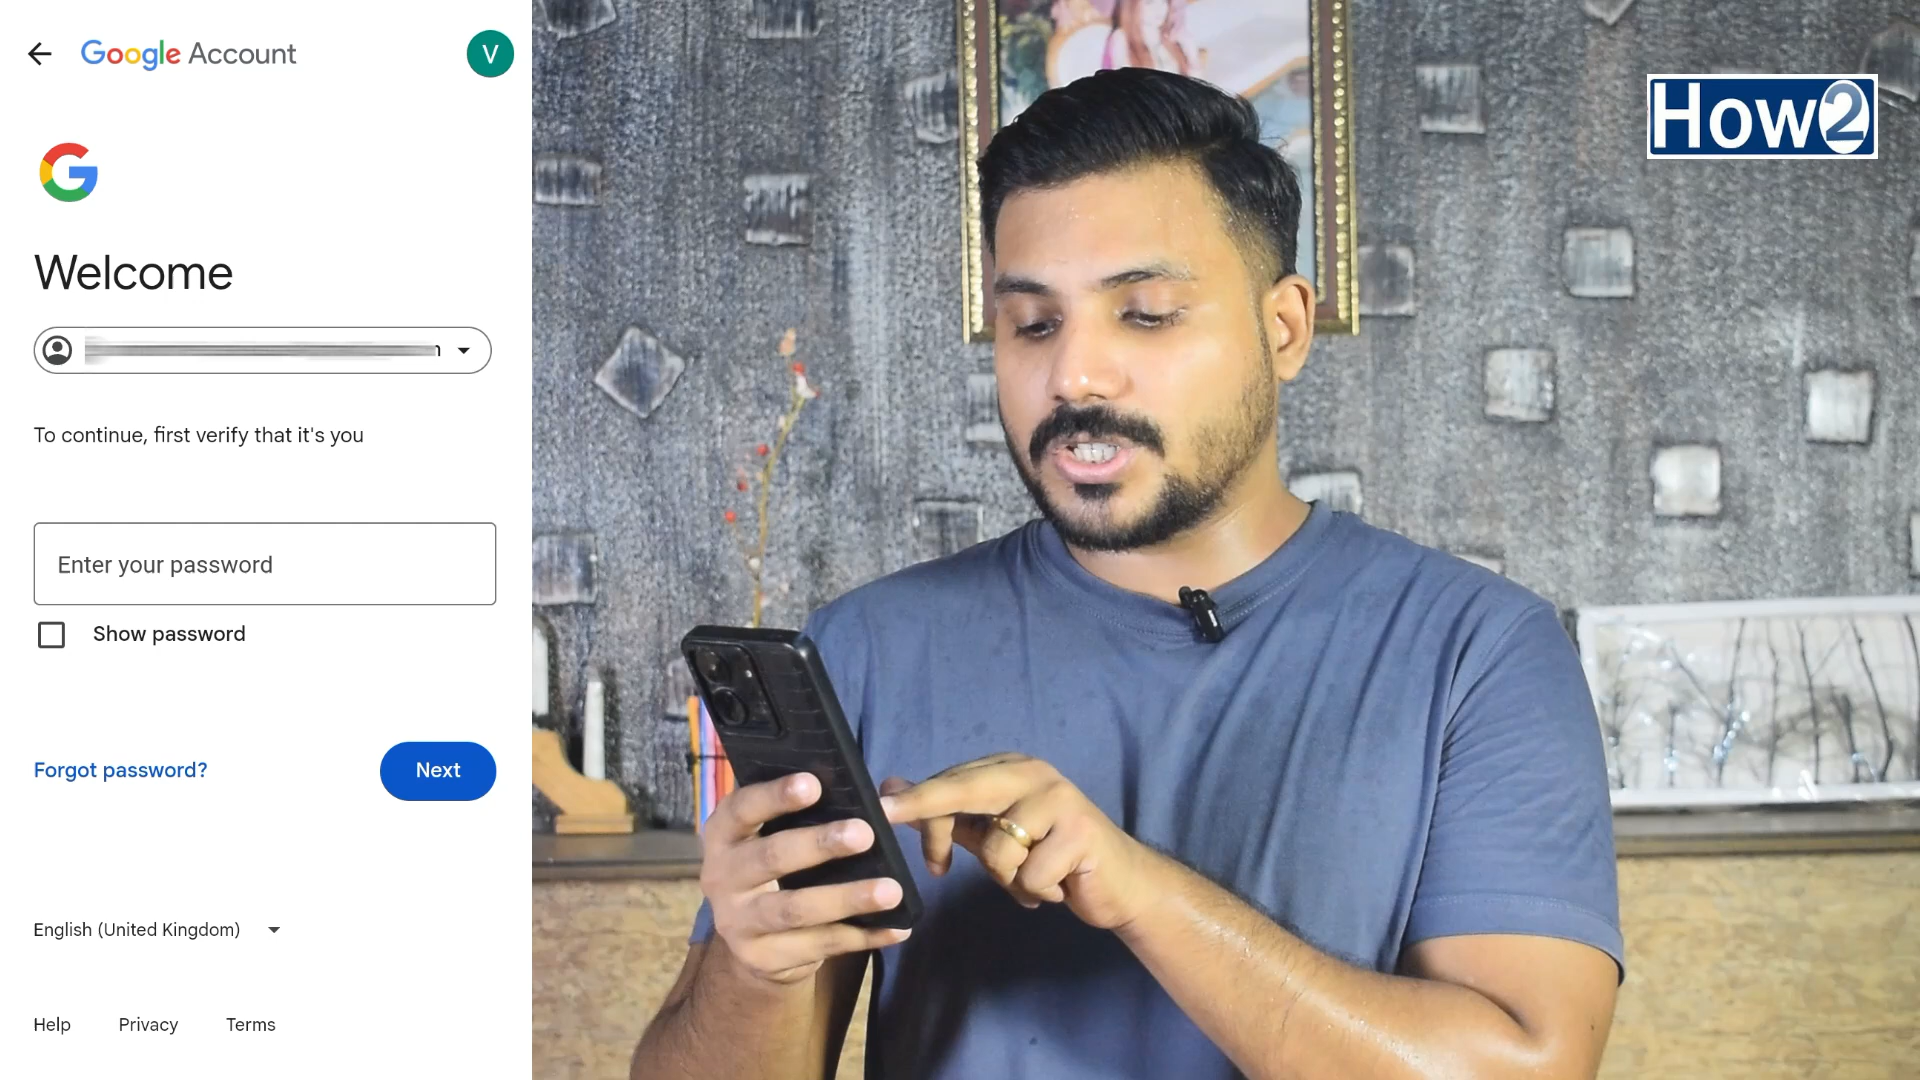 Google Account
V
How2
Welcome
To continue, first verify that it's you
Enter your password
Show password
Forgot password?
Next
English (United Kingdom)
Help
Privacy
Terms